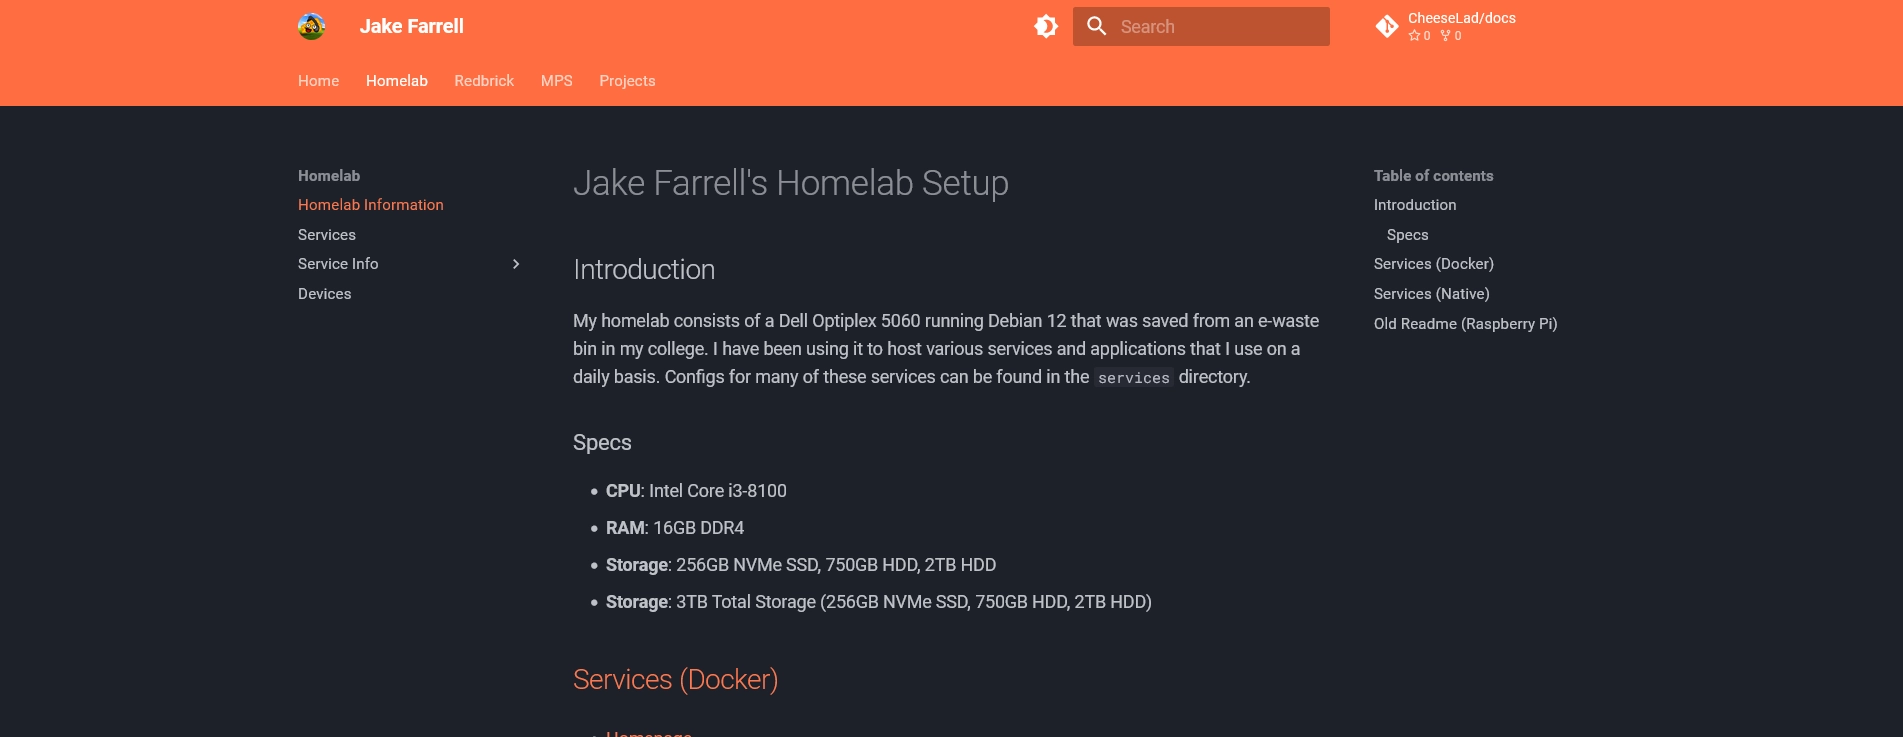 Jake Farrell
Search
CheeseLad/docs
0 0
Home Homelab Redbrick MPS Projects
Homelab
Homelab Information
Services
Service Info
Devices
Jake Farrell's Homelab Setup
Introduction
My homelab consists of a Dell Optiplex 5060 running Debian 12 that was saved from an e-waste
bin in my college. I have been using it to host various services and applications that I use on a
daily basis. Configs for many of these services can be found in the services directory.
Specs
• CPU: Intel Core i3-8100
• RAM: 16GB DDR4
• Storage: 256GB NVMe SSD, 750GB HDD, 2TB HDD
• Storage: 3TB Total Storage (256GB NVMe SSD, 750GB HDD, 2TB HDD)
Services (Docker)
• Homepage
Table of contents
Introduction
Specs
Services (Docker)
Services (Native)
Old Readme (Raspberry Pi)